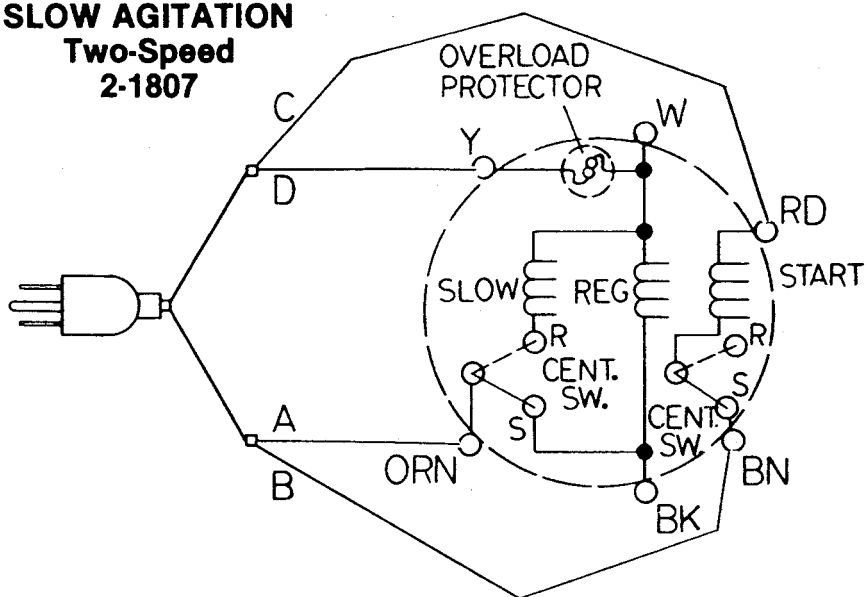 SLOW AGITATION
Two-Speed
2-1807
OVERLOAD
PROTECTOR
C
Y
W
D
RD
SLOW
REG
START
R
R
CENT.
SW.
S
S
CENT.
SW
A
ORN
BN
B
BK